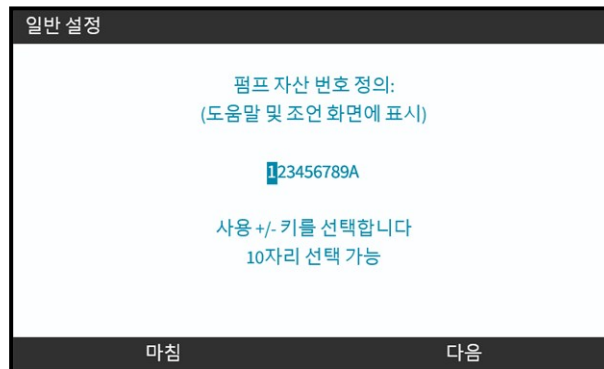 일반 설정
펌프 자산 번호 정의:
(도움말 및 조언 화면에 표시)
123456789A
사용 +/- 키를 선택합니다
10자리 선택 가능
마침 다음